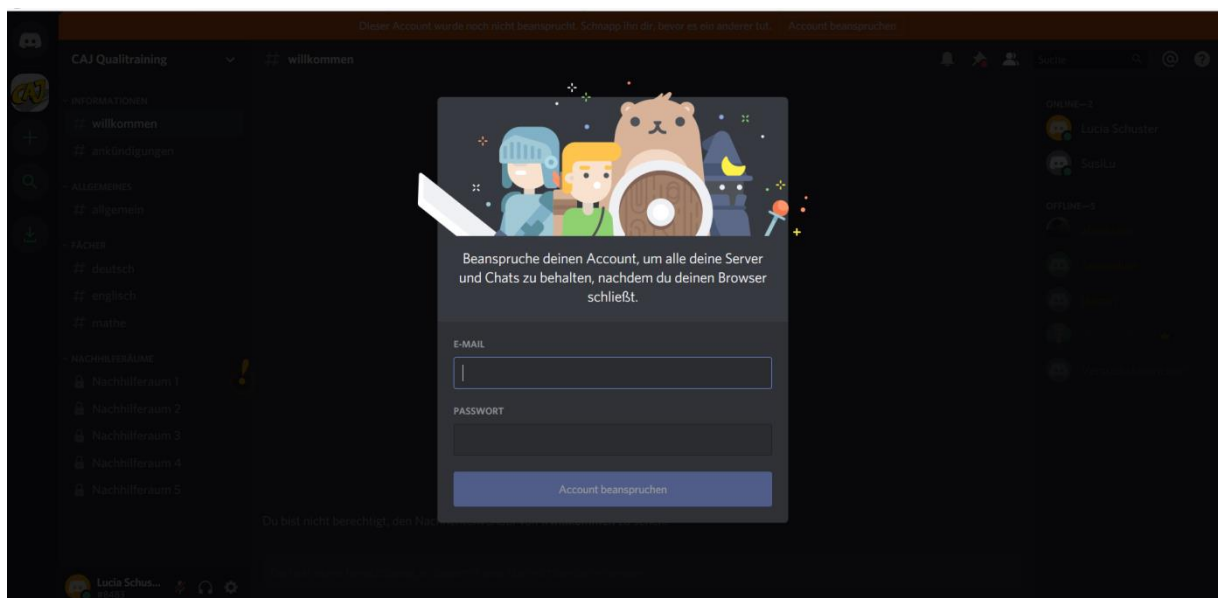 Dieser Account wurde noch nicht beansprucht. Schnapp ihn dir, bevor es ein anderer tut. Account beanspruchen
CAJ Qualitraining
willkommen
Suche
INFORMATIONEN
willkommen
ankündigungen
ALLGEMEINES
allgemein
FÄCHER
deutsch
englisch
mathe
NACHHILFERÄUME
Nachhilferaum 1
Nachhilferaum 2
Nachhilferaum 3
Nachhilferaum 4
Nachhilferaum 5
Lucia Schus...
Beanspruche deinen Account, um alle deine Server
und Chats zu behalten, nachdem du deinen Browser
schließt.
E-MAIL
PASSWORT
Account beanspruchen
Du bist nicht berechtigt, den
ONLINE—2
Lucia Schuster
SusiLu
OFFLINE—5